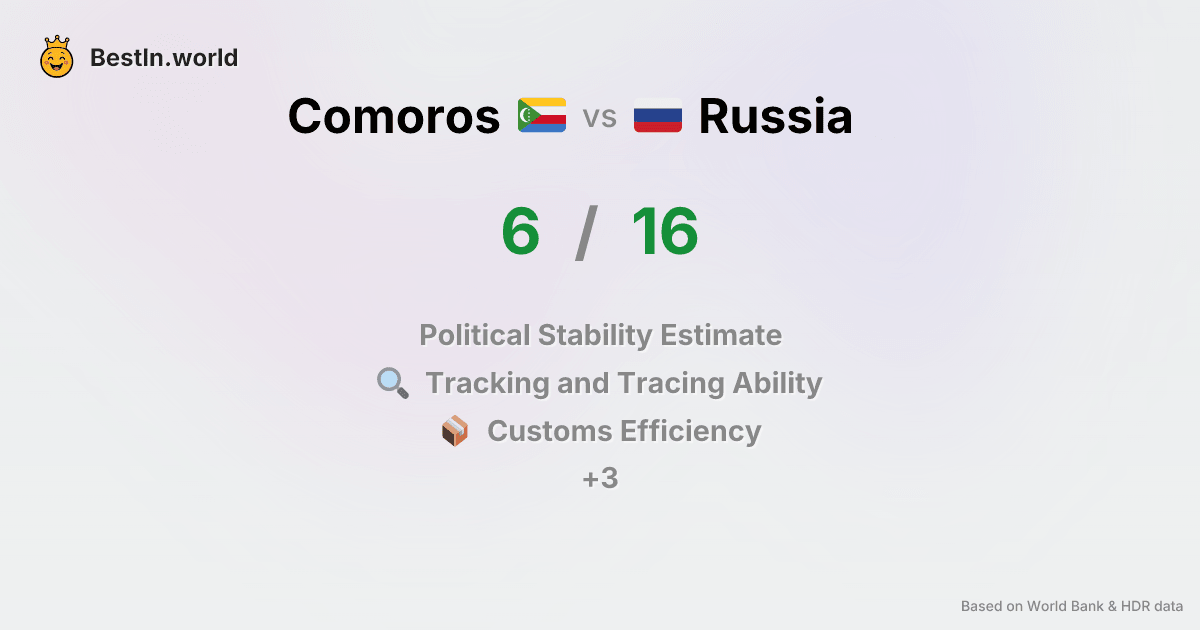 BestIn.world
Comoros vs Russia
6 / 16
Political Stability Estimate
Tracking and Tracing Ability
Customs Efficiency
+3
Based on World Bank & HDR data